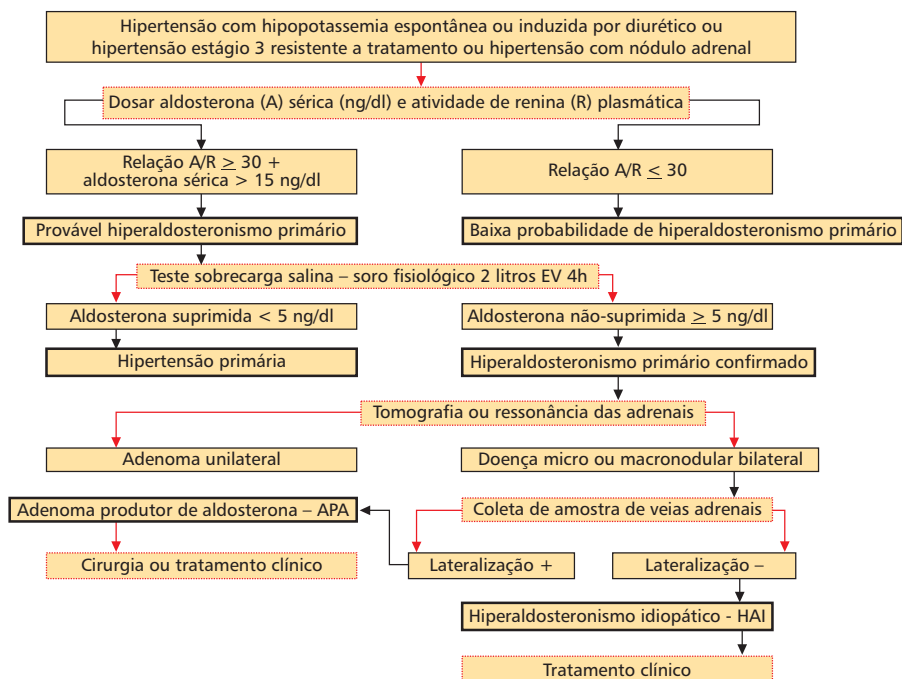 Hipertensão com hipopotassemia espontânea ou induzida por diurético ou
hipertensão estágio 3 resistente a tratamento ou hipertensão com nódulo adrenal
Dosar aldosterona (A) sérica (ng/dl) e atividade de renina (R) plasmática
Relação A/R ≥ 30 +
aldosterona sérica > 15 ng/dl
Relação A/R ≤ 30
Provável hiperaldosteronismo primário
Baixa probabilidade de hiperaldosteronismo primário
Teste sobrecarga salina – soro fisiológico 2 litros EV 4h
Aldosterona suprimida < 5 ng/dl
Aldosterona não-suprimida ≥ 5 ng/dl
Hipertensão primária
Hiperaldosteronismo primário confirmado
Tomografia ou ressonância das adrenais
Adenoma unilateral
Doença micro ou macronodular bilateral
Adenoma produtor de aldosterona – APA
Coleta de amostra de veias adrenais
Cirurgia ou tratamento clínico
Lateralização +
Lateralização –
Hiperaldosteronismo idiopático - HAI
Tratamento clínico